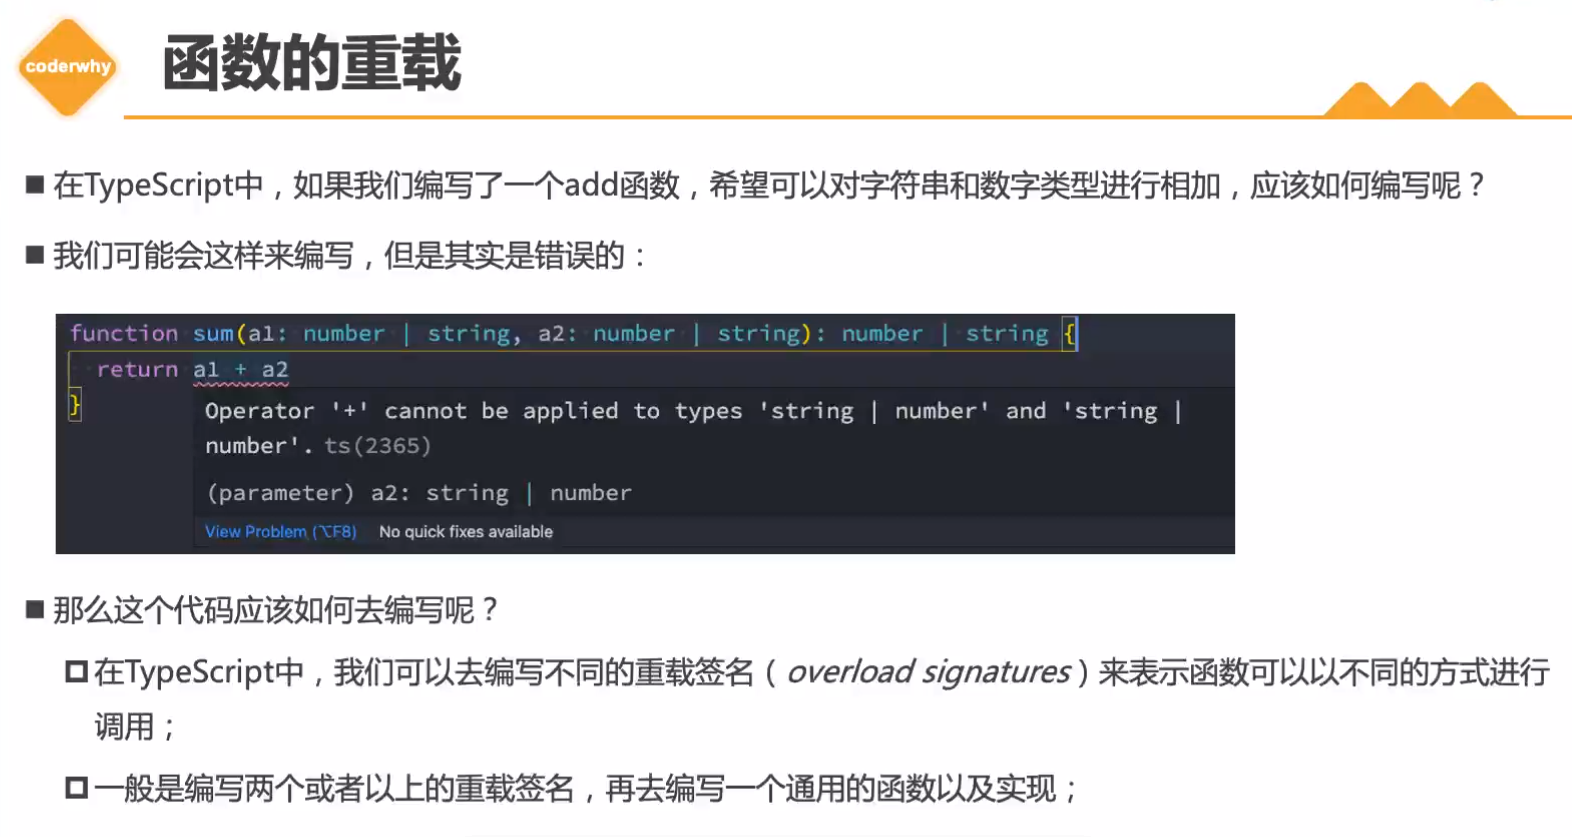 coderwhy
函数的重载
■ 在TypeScript中，如果我们编写了一个add函数，希望可以对字符串和数字类型进行相加，应该如何编写呢？
■ 我们可能会这样来编写，但是其实是错误的：
function sum(a1: number | string, a2: number | string): number | string {
return a1 + a2
}
Operator '+' cannot be applied to types 'string | number' and 'string |
number'. ts(2365)
(parameter) a2: string | number
View Problem (⌥F8) No quick fixes available
■ 那么这个代码应该如何去编写呢？
在TypeScript中，我们可以去编写不同的重载签名（overload signatures）来表示函数可以以不同的方式进行
调用；
一般是编写两个或者以上的重载签名，再去编写一个通用的函数以及实现；